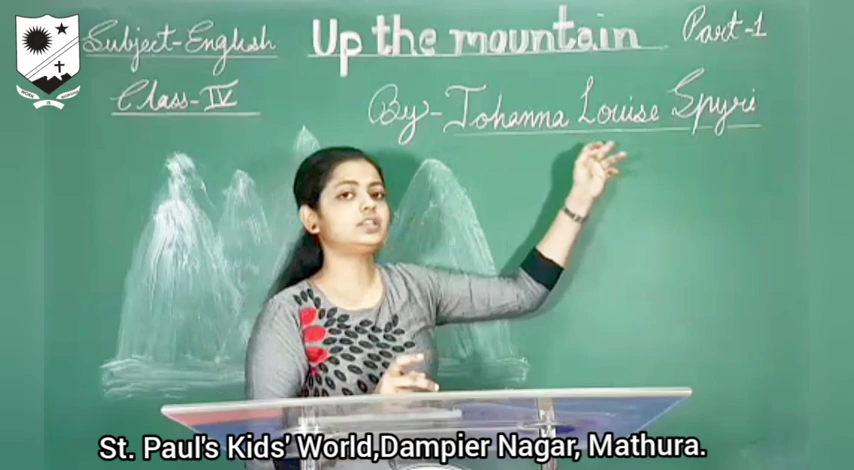 Subject-English
Up the mountain
Part-1
Class-IV
By-Johanna Louise Spyri
St. Paul's Kids' World,Dampier Nagar, Mathura.